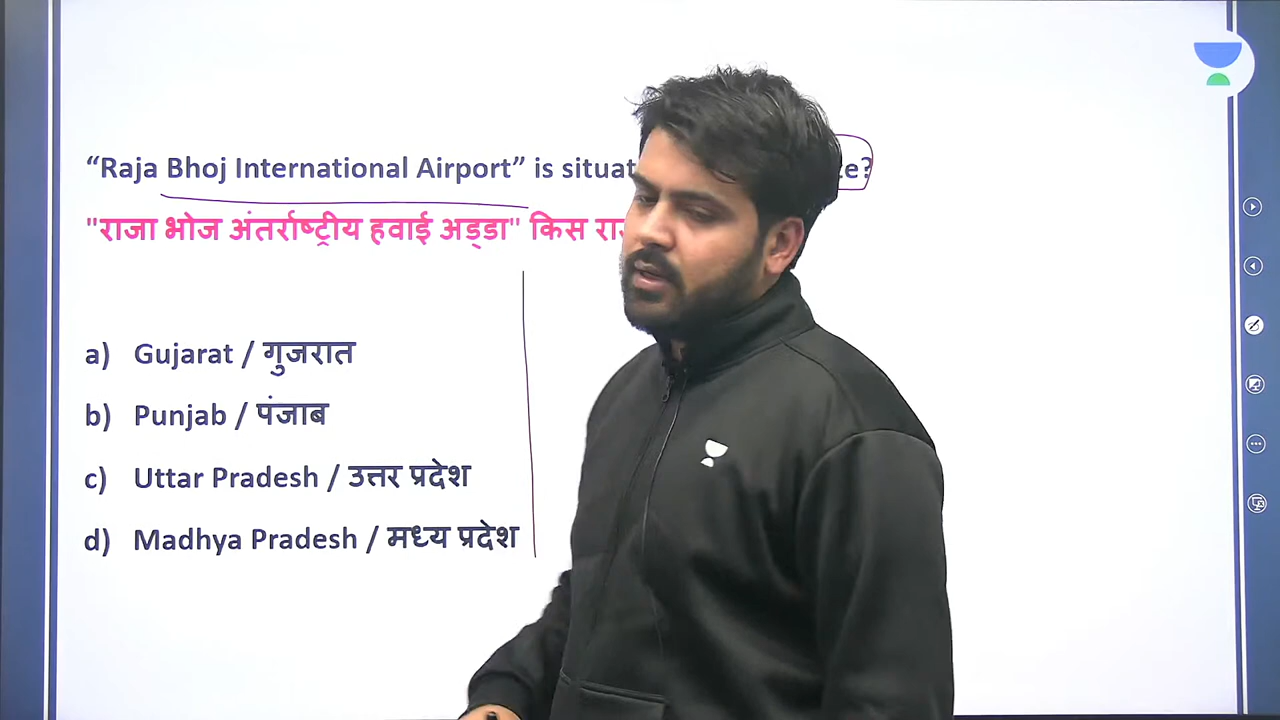 “Raja Bhoj International Airport” is
"राजा भोज अंतर्राष्ट्रीय हवाई अड्डा" किस
a) Gujarat / गुजरात
b) Punjab / पंजाब
c) Uttar Pradesh / उत्तर प्रदेश
d) Madhya Pradesh / मध्य प्रदेश